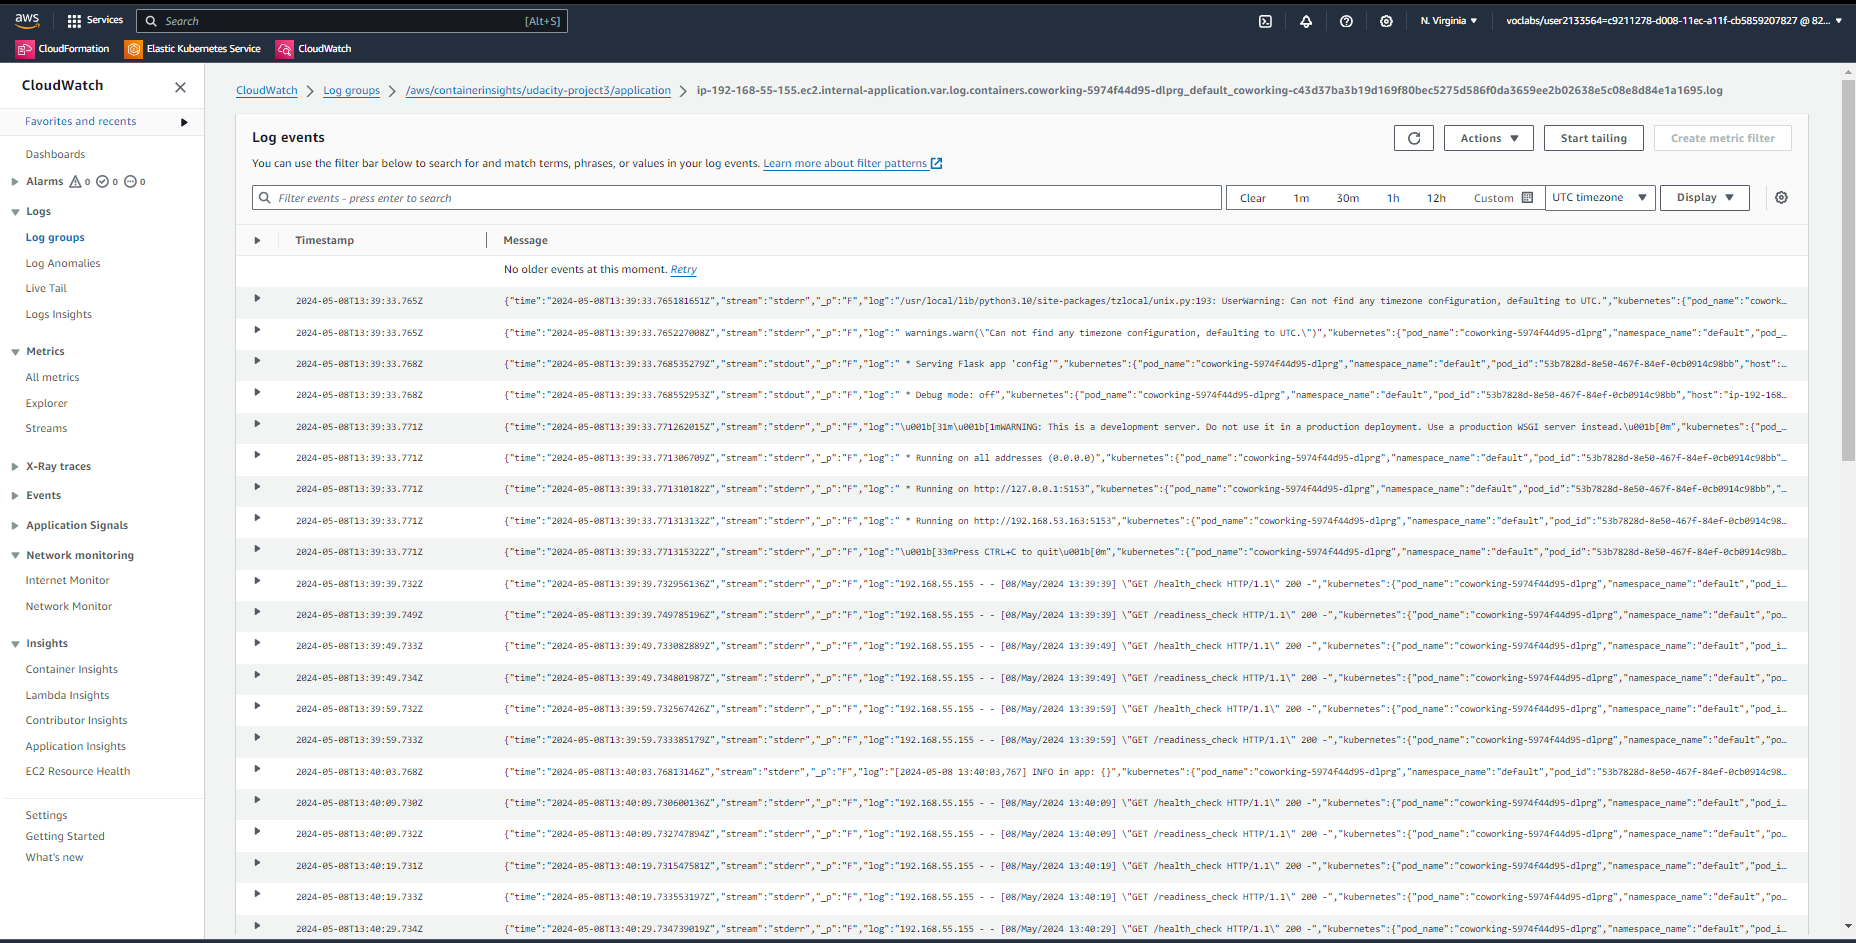 aws Services Search [Alt+S] N. Virginia voclabs/user2133564=c9211278-d008-11ec-a11f-cb5859207827 @ 82...
CloudFormation Elastic Kubernetes Service CloudWatch
CloudWatch
Favorites and recents
Dashboards
Alarms 0 0 0
Logs
Log groups
Log Anomalies
Live Tail
Logs Insights
Metrics
All metrics
Explorer
Streams
X-Ray traces
Events
Application Signals
Network monitoring
Internet Monitor
Network Monitor
Insights
Container Insights
Lambda Insights
Contributor Insights
Application Insights
EC2 Resource Health
Settings
Getting Started
What's new
CloudWatch Log groups /aws/containerinsights/udacity-project3/application ip-192-168-55-155.ec2.internal-application.var.log.containers.coworking-5974f44d95-dlprg_default_coworking-c43d37ba3b19d169f80bec5275d586f0da3659ee2b02638e5c08e8d84e1a1695.log
Log events
Actions Start tailing Create metric filter
You can use the filter bar below to search for and match terms, phrases, or values in your log events. Learn more about filter patterns
Filter events - press enter to search Clear 1m 30m 1h 12h Custom UTC timezone Display
Timestamp Message
No older events at this moment. Retry
2024-05-08T13:39:33.765Z {"time":"2024-05-08T13:39:33.765181651Z","stream":"stderr","_p":"F","log":"/usr/local/lib/python3.10/site-packages/tzlocal/unix.py:193: UserWarning: Can not find any timezone configuration, defaulting to UTC.","kubernetes":{"pod_name":"cowork...
2024-05-08T13:39:33.765Z {"time":"2024-05-08T13:39:33.765227008Z","stream":"stderr","_p":"F","log":" warnings.warn(\"Can not find any timezone configuration, defaulting to UTC.\")","kubernetes":{"pod_name":"coworking-5974f44d95-dlprg","namespace_name":"default","pod_...
2024-05-08T13:39:33.768Z {"time":"2024-05-08T13:39:33.768535279Z","stream":"stdout","_p":"F","log":" * Serving Flask app 'config'","kubernetes":{"pod_name":"coworking-5974f44d95-dlprg","namespace_name":"default","pod_id":"53b7828d-8e50-467f-84ef-0cb0914c98bb","host":...
2024-05-08T13:39:33.768Z {"time":"2024-05-08T13:39:33.768552953Z","stream":"stdout","_p":"F","log":" * Debug mode: off","kubernetes":{"pod_name":"coworking-5974f44d95-dlprg","namespace_name":"default","pod_id":"53b7828d-8e50-467f-84ef-0cb0914c98bb","host":"ip-192-168...
2024-05-08T13:39:33.771Z {"time":"2024-05-08T13:39:33.771262015Z","stream":"stderr","_p":"F","log":"\u001b[31m\u001b[1mWARNING: This is a development server. Do not use it in a production deployment. Use a production WSGI server instead.\u001b[0m","kubernetes":{"pod_...
2024-05-08T13:39:33.771Z {"time":"2024-05-08T13:39:33.771306709Z","stream":"stderr","_p":"F","log":" * Running on all addresses (0.0.0.0)","kubernetes":{"pod_name":"coworking-5974f44d95-dlprg","namespace_name":"default","pod_id":"53b7828d-8e50-467f-84ef-0cb0914c98bb"...
2024-05-08T13:39:33.771Z {"time":"2024-05-08T13:39:33.771310182Z","stream":"stderr","_p":"F","log":" * Running on http://127.0.0.1:5153","kubernetes":{"pod_name":"coworking-5974f44d95-dlprg","namespace_name":"default","pod_id":"53b7828d-8e50-467f-84ef-0cb0914c98bb","...
2024-05-08T13:39:33.771Z {"time":"2024-05-08T13:39:33.771313132Z","stream":"stderr","_p":"F","log":" * Running on http://192.168.53.163:5153","kubernetes":{"pod_name":"coworking-5974f44d95-dlprg","namespace_name":"default","pod_id":"53b7828d-8e50-467f-84ef-0cb0914c98...
2024-05-08T13:39:33.771Z {"time":"2024-05-08T13:39:33.771315322Z","stream":"stderr","_p":"F","log":"\u001b[33mPress CTRL+C to quit\u001b[0m","kubernetes":{"pod_name":"coworking-5974f44d95-dlprg","namespace_name":"default","pod_id":"53b7828d-8e50-467f-84ef-0cb0914c98b...
2024-05-08T13:39:39.732Z {"time":"2024-05-08T13:39:39.732956136Z","stream":"stderr","_p":"F","log":"192.168.55.155 - - [08/May/2024 13:39:39] \"GET /health_check HTTP/1.1\" 200 -","kubernetes":{"pod_name":"coworking-5974f44d95-dlprg","namespace_name":"default","pod_i...
2024-05-08T13:39:39.749Z {"time":"2024-05-08T13:39:39.749785196Z","stream":"stderr","_p":"F","log":"192.168.55.155 - - [08/May/2024 13:39:39] \"GET /readiness_check HTTP/1.1\" 200 -","kubernetes":{"pod_name":"coworking-5974f44d95-dlprg","namespace_name":"default","po...
2024-05-08T13:39:49.733Z {"time":"2024-05-08T13:39:49.733082889Z","stream":"stderr","_p":"F","log":"192.168.55.155 - - [08/May/2024 13:39:49] \"GET /health_check HTTP/1.1\" 200 -","kubernetes":{"pod_name":"coworking-5974f44d95-dlprg","namespace_name":"default","pod_i...
2024-05-08T13:39:49.734Z {"time":"2024-05-08T13:39:49.734801987Z","stream":"stderr","_p":"F","log":"192.168.55.155 - - [08/May/2024 13:39:49] \"GET /readiness_check HTTP/1.1\" 200 -","kubernetes":{"pod_name":"coworking-5974f44d95-dlprg","namespace_name":"default","po...
2024-05-08T13:39:59.732Z {"time":"2024-05-08T13:39:59.732567426Z","stream":"stderr","_p":"F","log":"192.168.55.155 - - [08/May/2024 13:39:59] \"GET /health_check HTTP/1.1\" 200 -","kubernetes":{"pod_name":"coworking-5974f44d95-dlprg","namespace_name":"default","pod_i...
2024-05-08T13:39:59.733Z {"time":"2024-05-08T13:39:59.733385179Z","stream":"stderr","_p":"F","log":"192.168.55.155 - - [08/May/2024 13:39:59] \"GET /readiness_check HTTP/1.1\" 200 -","kubernetes":{"pod_name":"coworking-5974f44d95-dlprg","namespace_name":"default","po...
2024-05-08T13:40:03.768Z {"time":"2024-05-08T13:40:03.76813146Z","stream":"stderr","_p":"F","log":"[2024-05-08 13:40:03,767] INFO in app: {}","kubernetes":{"pod_name":"coworking-5974f44d95-dlprg","namespace_name":"default","pod_id":"53b7828d-8e50-467f-84ef-0cb0914c98...
2024-05-08T13:40:09.730Z {"time":"2024-05-08T13:40:09.730600136Z","stream":"stderr","_p":"F","log":"192.168.55.155 - - [08/May/2024 13:40:09] \"GET /health_check HTTP/1.1\" 200 -","kubernetes":{"pod_name":"coworking-5974f44d95-dlprg","namespace_name":"default","pod_i...
2024-05-08T13:40:09.732Z {"time":"2024-05-08T13:40:09.732747894Z","stream":"stderr","_p":"F","log":"192.168.55.155 - - [08/May/2024 13:40:09] \"GET /readiness_check HTTP/1.1\" 200 -","kubernetes":{"pod_name":"coworking-5974f44d95-dlprg","namespace_name":"default","po...
2024-05-08T13:40:19.731Z {"time":"2024-05-08T13:40:19.731547581Z","stream":"stderr","_p":"F","log":"192.168.55.155 - - [08/May/2024 13:40:19] \"GET /health_check HTTP/1.1\" 200 -","kubernetes":{"pod_name":"coworking-5974f44d95-dlprg","namespace_name":"default","pod_i...
2024-05-08T13:40:19.733Z {"time":"2024-05-08T13:40:19.733553197Z","stream":"stderr","_p":"F","log":"192.168.55.155 - - [08/May/2024 13:40:19] \"GET /readiness_check HTTP/1.1\" 200 -","kubernetes":{"pod_name":"coworking-5974f44d95-dlprg","namespace_name":"default","po...
2024-05-08T13:40:29.734Z {"time":"2024-05-08T13:40:29.734739019Z","stream":"stderr","_p":"F","log":"192.168.55.155 - - [08/May/2024 13:40:29] \"GET /health_check HTTP/1.1\" 200 -","kubernetes":{"pod_name":"coworking-5974f44d95-dlprg","namespace_name":"default","pod_i...